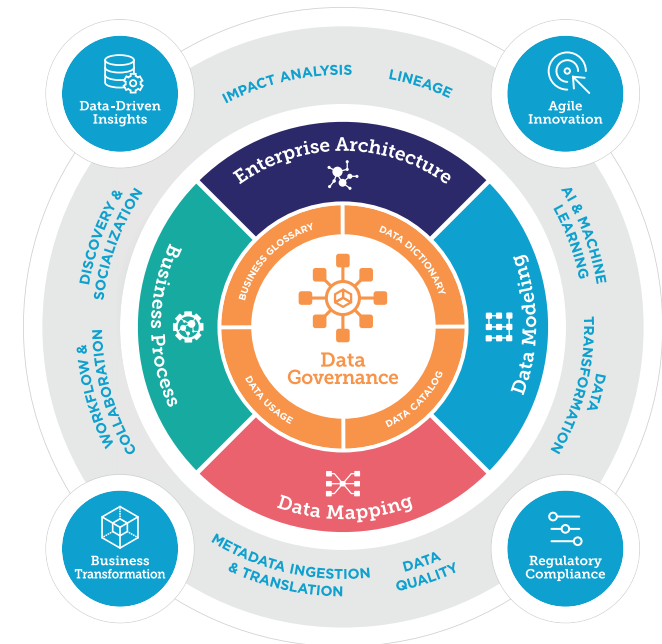 Data-Driven
Insights
IMPACT ANALYSIS
LINEAGE
Agile
Innovation
Enterprise Architecture
DISCOVERY &
SOCIALIZATION
AI & MACHINE
LEARNING
BUSINESS GLOSSARY
DATA DICTIONARY
Business Process
Data Modeling
Data
Governance
WORKFLOW &
COLLABORATION
DATA
TRANSFORMATION
DATA USAGE
DATA CATALOG
Data Mapping
METADATA INGESTION
& TRANSLATION
DATA
QUALITY
Business
Transformation
Regulatory
Compliance